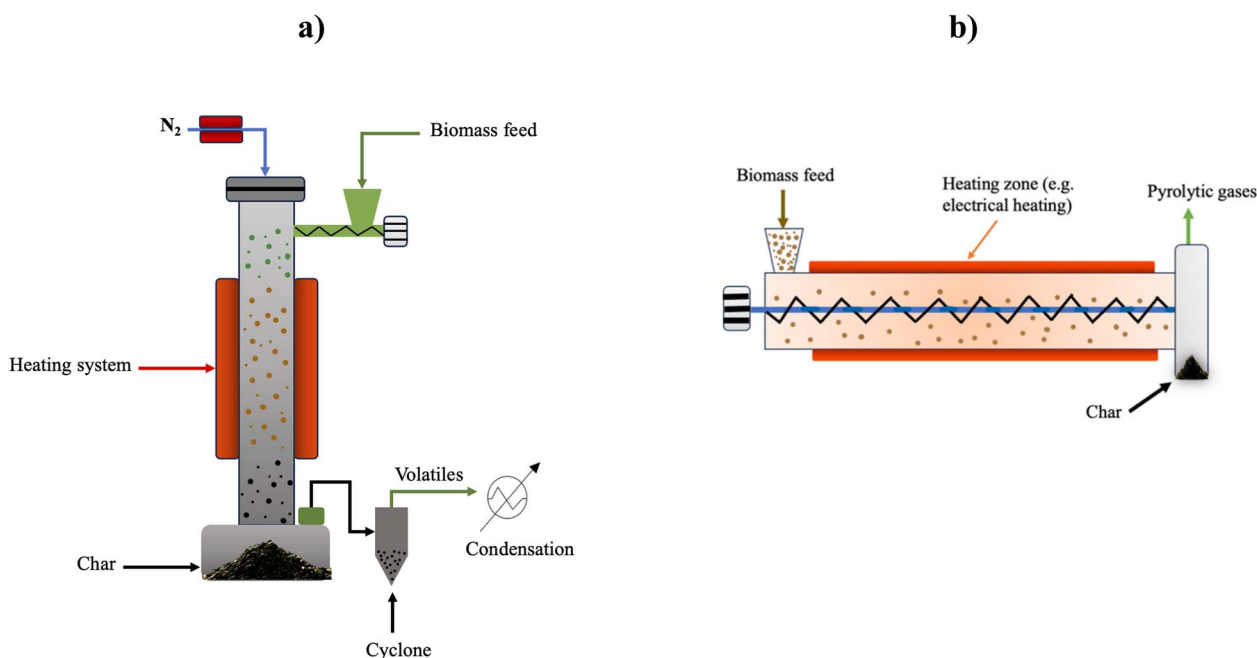 a)
N₂
Biomass feed
Heating system
Volatiles
Condensation
Char
Cyclone
b)
Biomass feed
Heating zone (e.g.
electrical heating)
Pyrolytic gases
Char